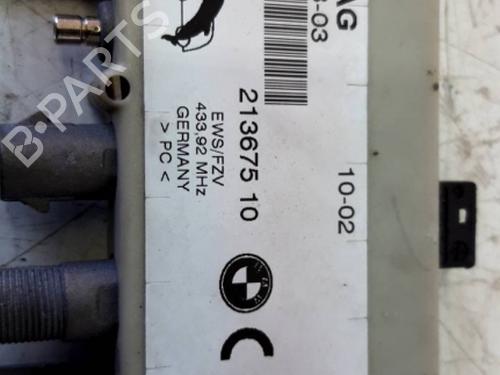 AG
-03
213675 10
10-02
EWS/FZV
433.92 MHz
GERMANY
> PC <
B-Parts